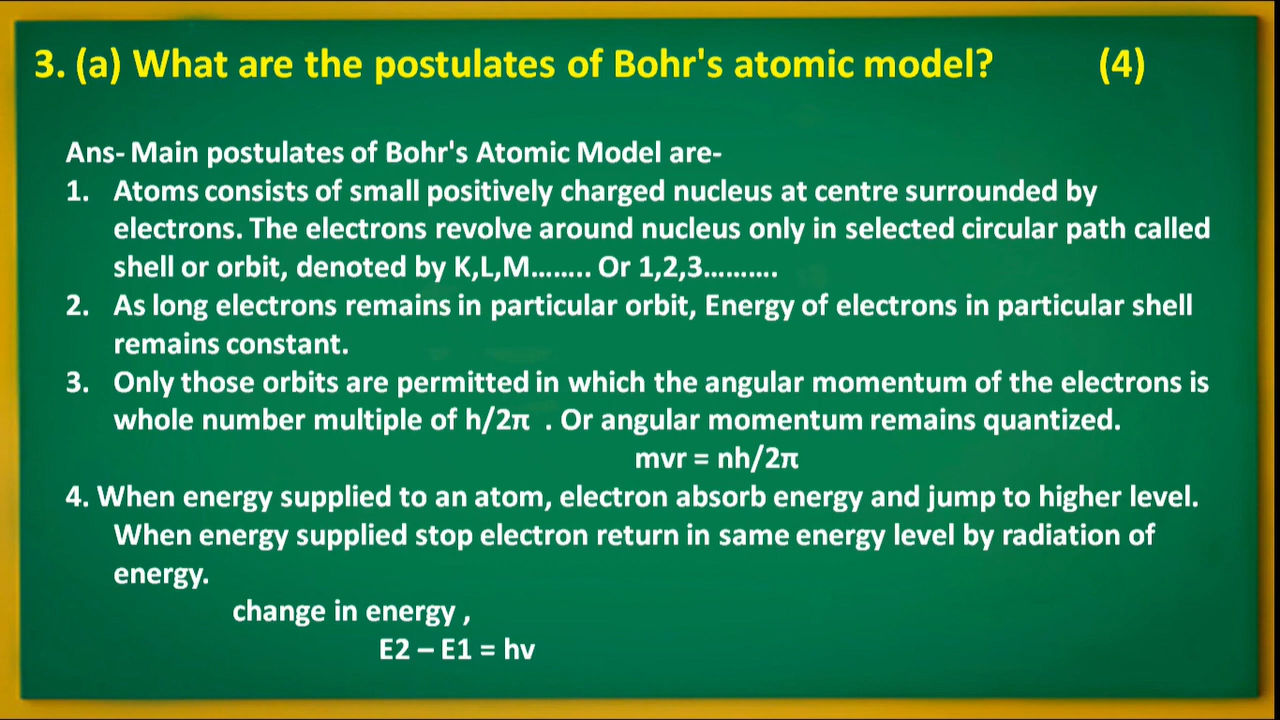 3. (a) What are the postulates of Bohr's atomic model? (4)
Ans- Main postulates of Bohr's Atomic Model are-
1. Atoms consists of small positively charged nucleus at centre surrounded by
electrons. The electrons revolve around nucleus only in selected circular path called
shell or orbit, denoted by K,L,M........ Or 1,2,3..........
2. As long electrons remains in particular orbit, Energy of electrons in particular shell
remains constant.
3. Only those orbits are permitted in which the angular momentum of the electrons is
whole number multiple of h/2π . Or angular momentum remains quantized.
mvr = nh/2π
4. When energy supplied to an atom, electron absorb energy and jump to higher level.
When energy supplied stop electron return in same energy level by radiation of
energy.
change in energy ,
E2 – E1 = hv